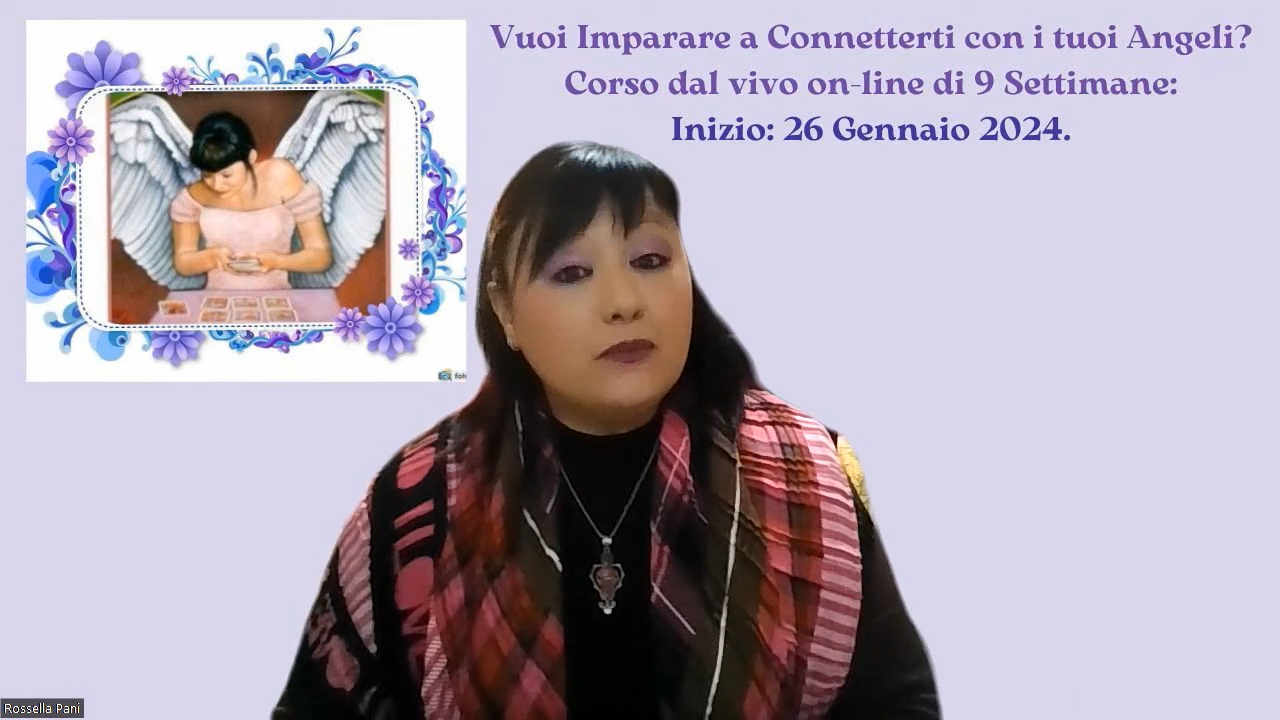 Vuoi Imparare a Connetterti con i tuoi Angeli?
Corso dal vivo on-line di 9 Settimane:
Inizio: 26 Gennaio 2024.
Rossella Pani